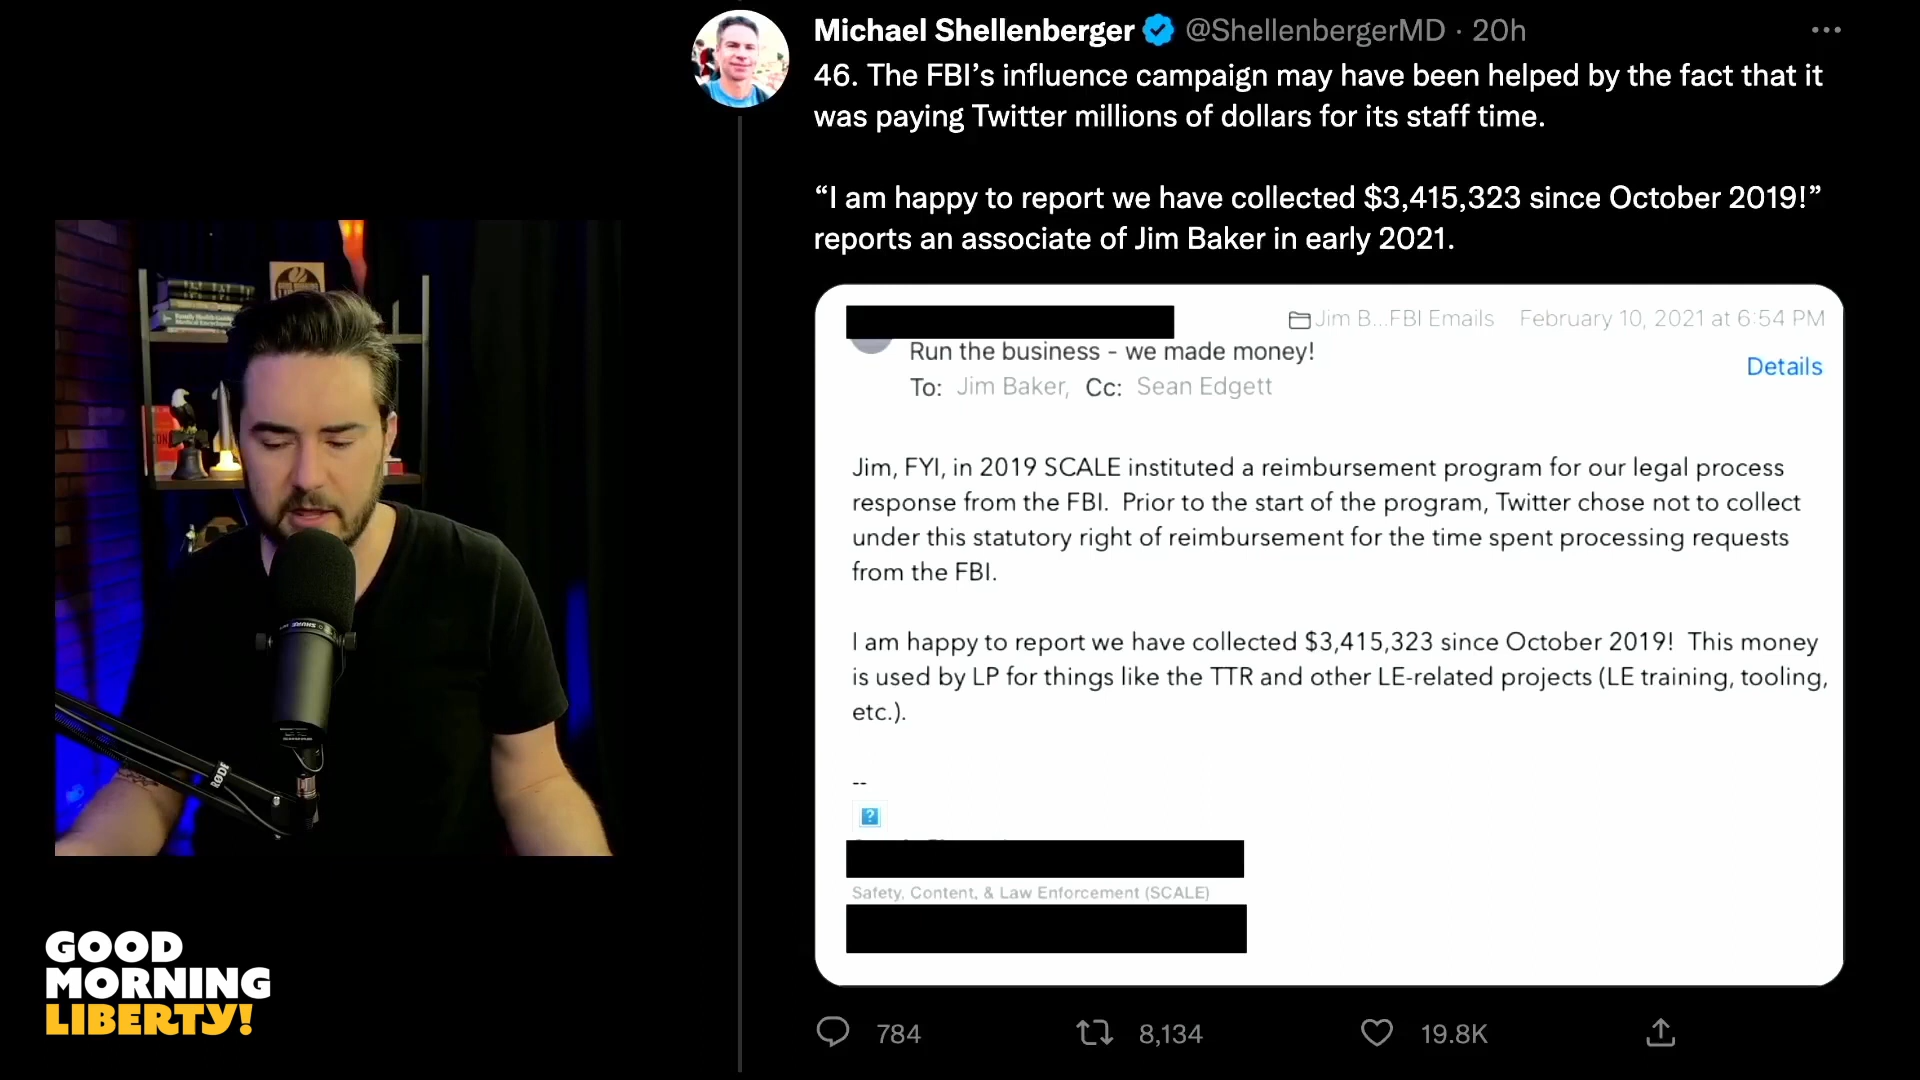 Michael Shellenberger @ShellenbergerMD · 20h
46. The FBI’s influence campaign may have been helped by the fact that it
was paying Twitter millions of dollars for its staff time.
“I am happy to report we have collected $3,415,323 since October 2019!”
reports an associate of Jim Baker in early 2021.
Jim B...FBI Emails February 10, 2021 at 6:54 PM
Run the business - we made money!
Details
To: Jim Baker, Cc: Sean Edgett
Jim, FYI, in 2019 SCALE instituted a reimbursement program for our legal process
response from the FBI. Prior to the start of the program, Twitter chose not to collect
under this statutory right of reimbursement for the time spent processing requests
from the FBI.
I am happy to report we have collected $3,415,323 since October 2019! This money
is used by LP for things like the TTR and other LE-related projects (LE training, tooling,
etc.).
--
Safety, Content, & Law Enforcement (SCALE)
784 8,134 19.8K
SHURE
RØDE
GOOD
MORNING
LIBERTY!